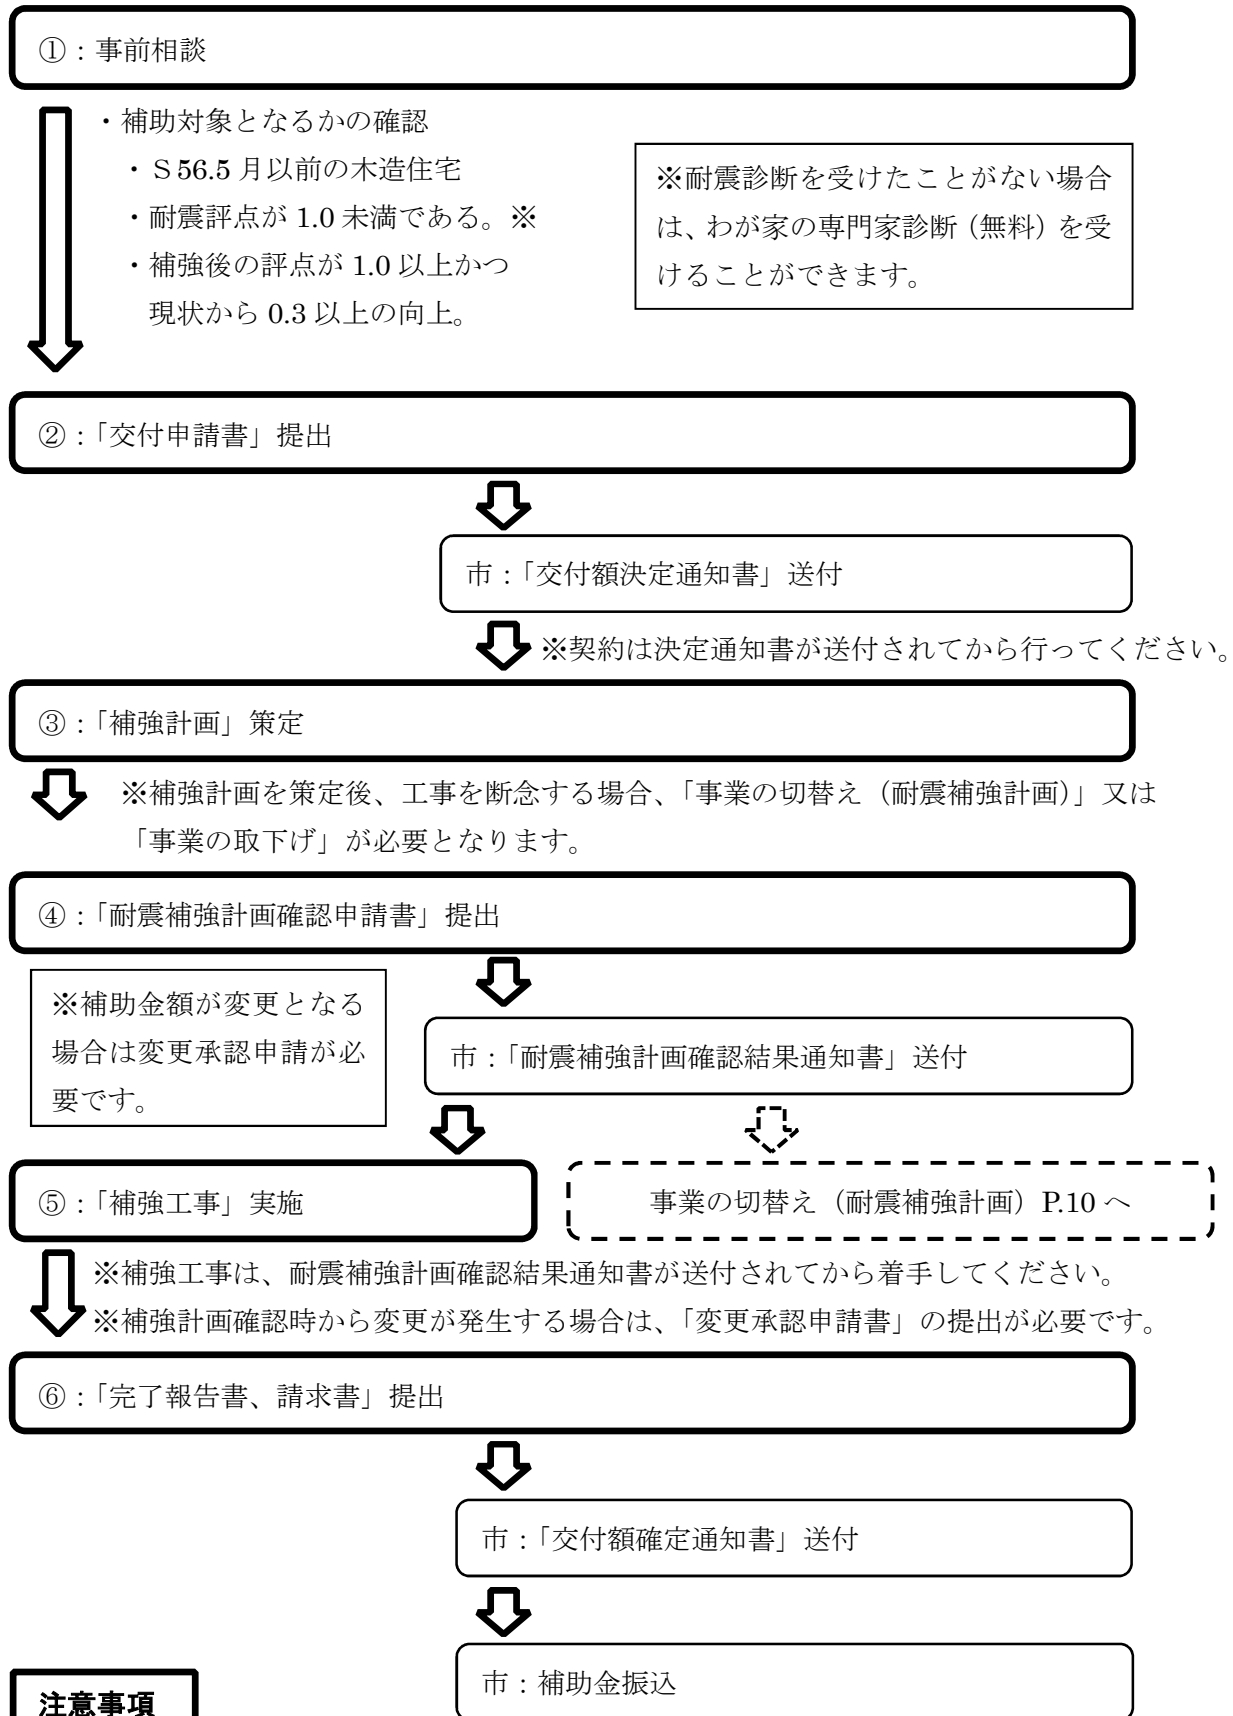 ①：事前相談
・補助対象となるかの確認
・Ｓ56.5 月以前の木造住宅
・耐震評点が 1.0 未満である。※
・補強後の評点が 1.0 以上かつ
現状から 0.3 以上の向上。
※耐震診断を受けたことがない場合
は、わが家の専門家診断（無料）を受
けることができます。
②：「交付申請書」提出
市：「交付額決定通知書」送付
※契約は決定通知書が送付されてから行ってください。
③：「補強計画」策定
※補強計画を策定後、工事を断念する場合、「事業の切替え（耐震補強計画）」又は
「事業の取下げ」が必要となります。
④：「耐震補強計画確認申請書」提出
※補助金額が変更となる
場合は変更承認申請が必
要です。
市：「耐震補強計画確認結果通知書」送付
⑤：「補強工事」実施
事業の切替え（耐震補強計画）P.10 へ
※補強工事は、耐震補強計画確認結果通知書が送付されてから着手してください。
※補強計画確認時から変更が発生する場合は、「変更承認申請書」の提出が必要です。
⑥：「完了報告書、請求書」提出
市：「交付額確定通知書」送付
市：補助金振込
注意事項